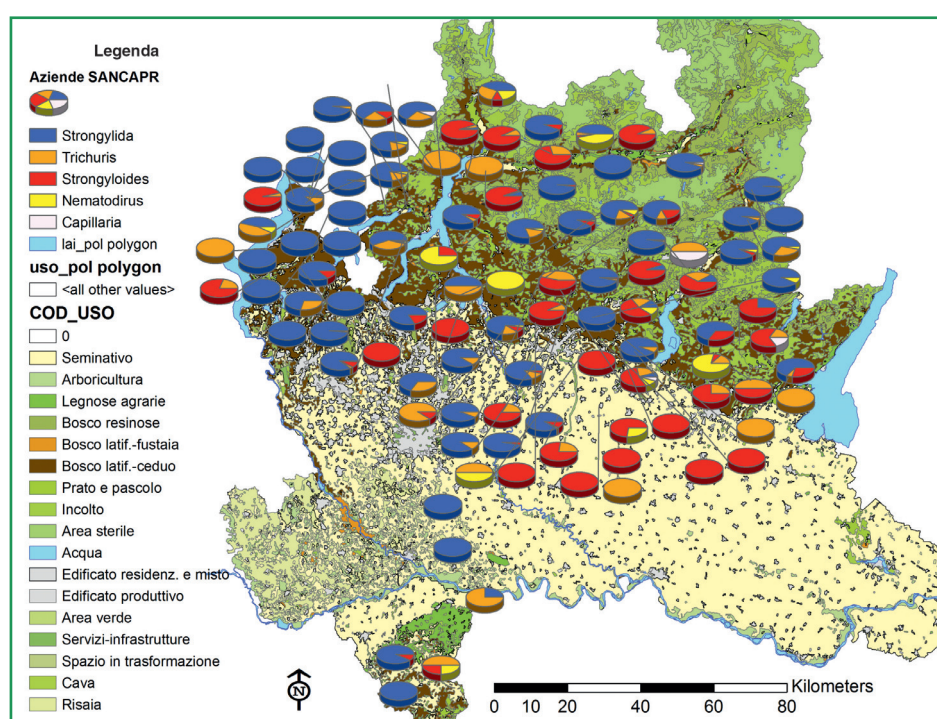 Legenda
Aziende SANCAPR
Strongylida
Trichuris
Strongyloides
Nematodirus
Capillaria
lai_pol polygon
uso_pol polygon
<all other values>
COD_USO
0
Seminativo
Arboricultura
Legnose agrarie
Bosco resinose
Bosco latif.-fustaia
Bosco latif.-ceduo
Prato e pascolo
Incolto
Area sterile
Acqua
Edificato residenz. e misto
Edificato produttivo
Area verde
Servizi-infrastrutture
Spazio in trasformazione
Cava
Risaia
N
Kilometers
0 10 20 40 60 80